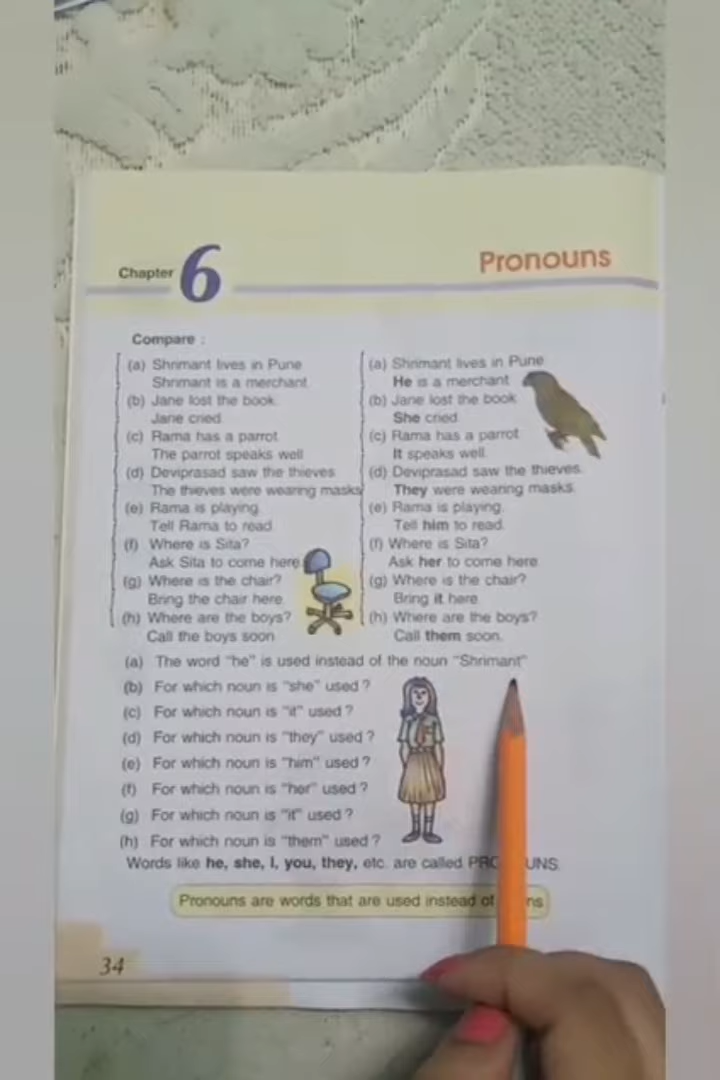 Chapter 6
Pronouns
Compare :
(a) Shrimant lives in Pune
Shrimant is a merchant
(b) Jane lost the book
Jane cried
(c) Rama has a parrot
The parrot speaks well
(d) Deviprasad saw the thieves
The thieves were wearing masks
(e) Rama is playing
Tell Rama to read
(f) Where is Sita?
Ask Sita to come here
(g) Where is the chair?
Bring the chair here
(h) Where are the boys?
Call the boys soon
(a) Shrimant lives in Pune
He is a merchant
(b) Jane lost the book
She cried
(c) Rama has a parrot
It speaks well.
(d) Deviprasad saw the thieves.
They were wearing masks.
(e) Rama is playing.
Tell him to read.
(f) Where is Sita?
Ask her to come here
(g) Where is the chair?
Bring it here.
(h) Where are the boys?
Call them soon.
(a) The word "he" is used instead of the noun "Shrimant"
(b) For which noun is "she" used ?
(c) For which noun is "it" used ?
(d) For which noun is "they" used ?
(e) For which noun is "him" used ?
(f) For which noun is "her" used ?
(g) For which noun is "it" used ?
(h) For which noun is "them" used ?
Words like he, she, I, you, they, etc. are called
Pronouns are words that are used instead of
34